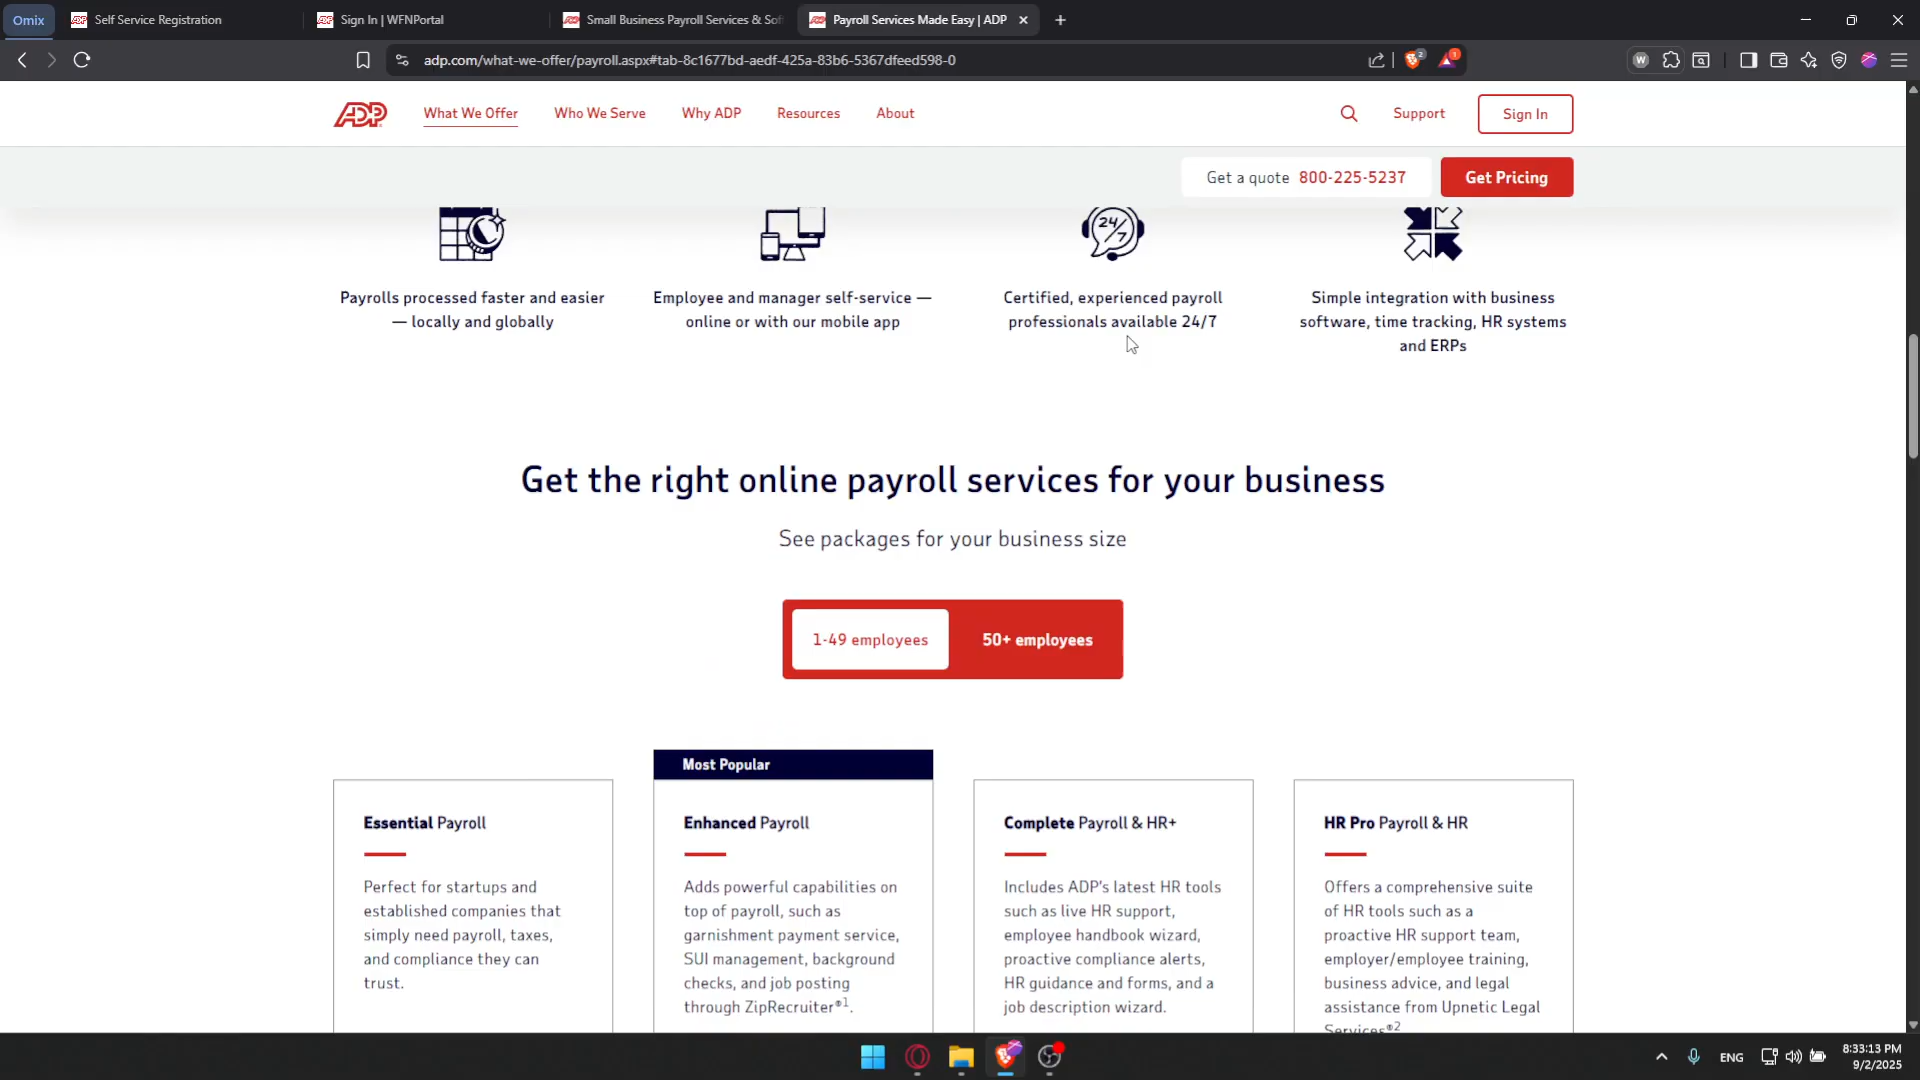 Omix
Self Service Registration
Sign In | WFNPortal
Small Business Payroll Services & Sof
Payroll Services Made Easy | ADP
adp.com/what-we-offer/payroll.aspx#tab-8c1677bd-aedf-425a-83b6-5367dfeed598-0
2
1
W
ADP
What We Offer
Who We Serve
Why ADP
Resources
About
Support
Sign In
Get a quote 800-225-5237
Get Pricing
24/7
Payrolls processed faster and easier
— locally and globally
Employee and manager self-service —
online or with our mobile app
Certified, experienced payroll
professionals available 24/7
Simple integration with business
software, time tracking, HR systems
and ERPs
Get the right online payroll services for your business
See packages for your business size
1-49 employees
50+ employees
Most Popular
Essential Payroll
Perfect for startups and
established companies that
simply need payroll, taxes,
and compliance they can
trust.
Enhanced Payroll
Adds powerful capabilities on
top of payroll, such as
garnishment payment service,
SUI management, background
checks, and job posting
through ZipRecruiter®1.
Complete Payroll & HR+
Includes ADP's latest HR tools
such as live HR support,
employee handbook wizard,
proactive compliance alerts,
HR guidance and forms, and a
job description wizard.
HR Pro Payroll & HR
Offers a comprehensive suite
of HR tools such as a
proactive HR support team,
employer/employee training,
business advice, and legal
assistance from Upnetic Legal
Services®2
ENG
8:33:13 PM
9/2/2025